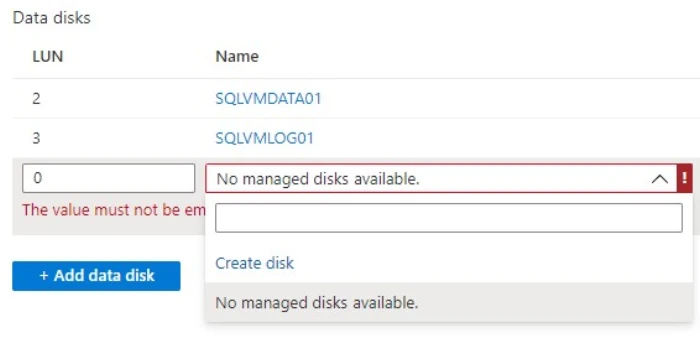 Data disks
LUN Name
2 SQLVMDATA01
3 SQLVMLOG01
0 No managed disks available. !
The value must not be em
Create disk
+ Add data disk
No managed disks available.